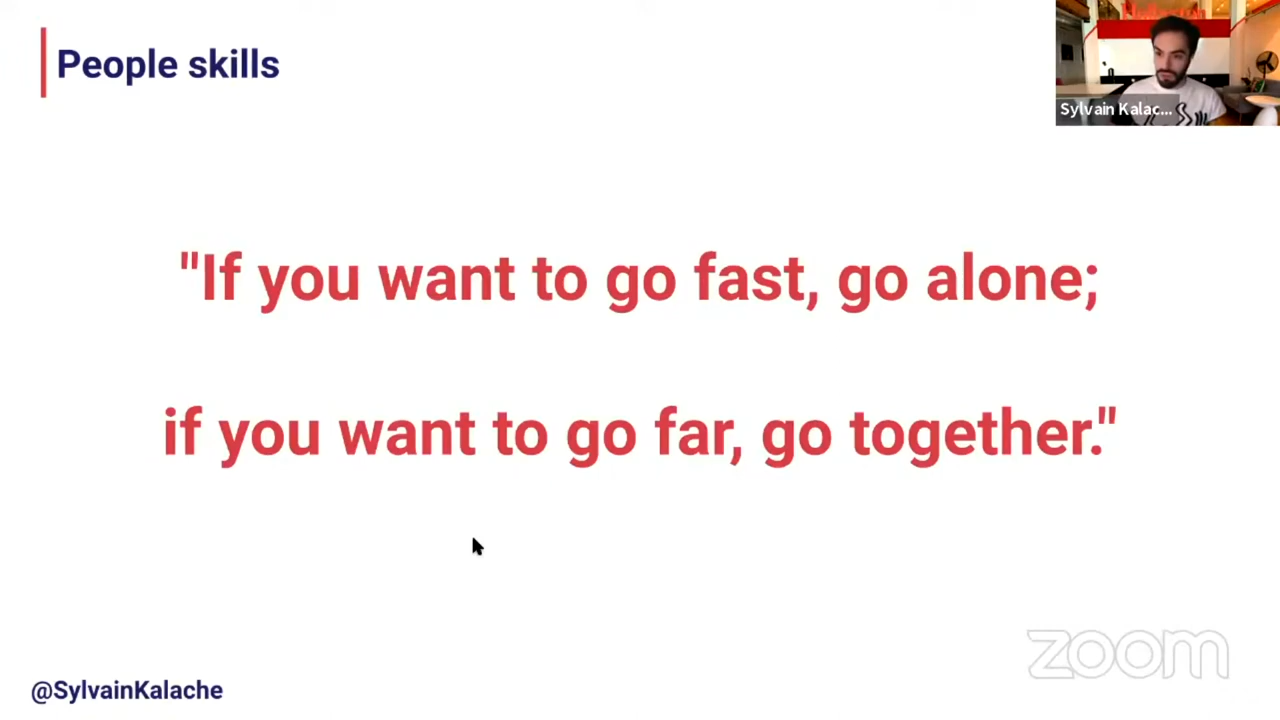 People skills
Sylvain Kalac...
"If you want to go fast, go alone;
if you want to go far, go together."
zoom
@SylvainKalache